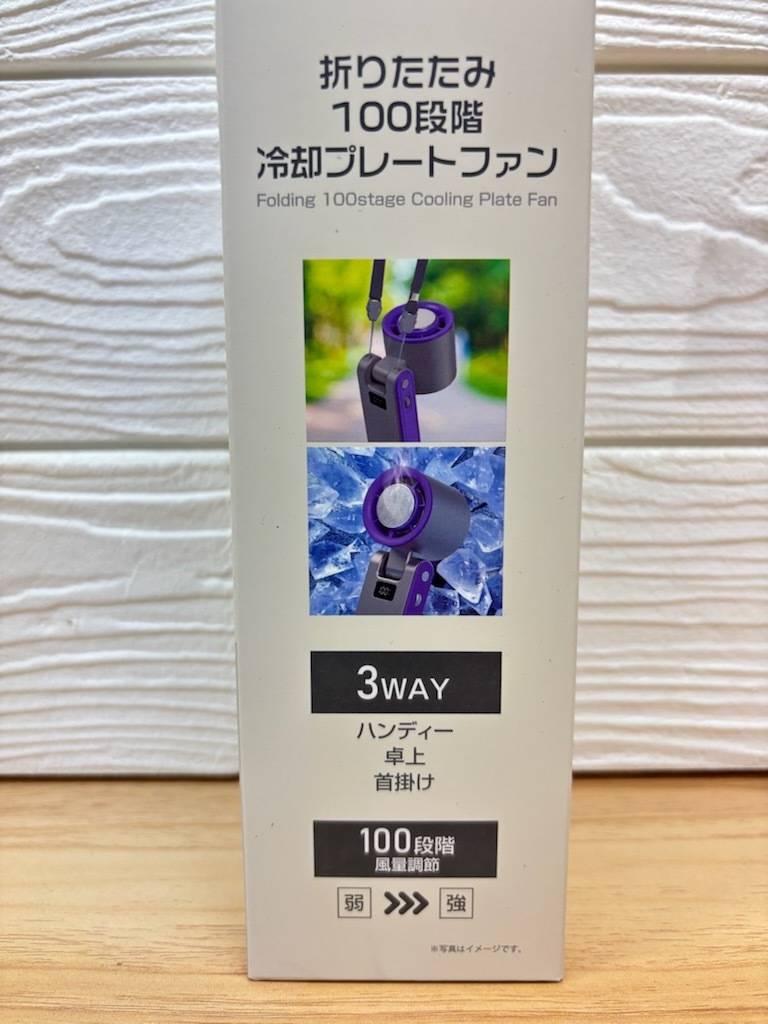 折りたたみ
100段階
冷却プレートファン
Folding 100stage Cooling Plate Fan
3WAY
ハンディー
卓上
首掛け
100段階
風量調節
弱 強
※写真はイメージです。